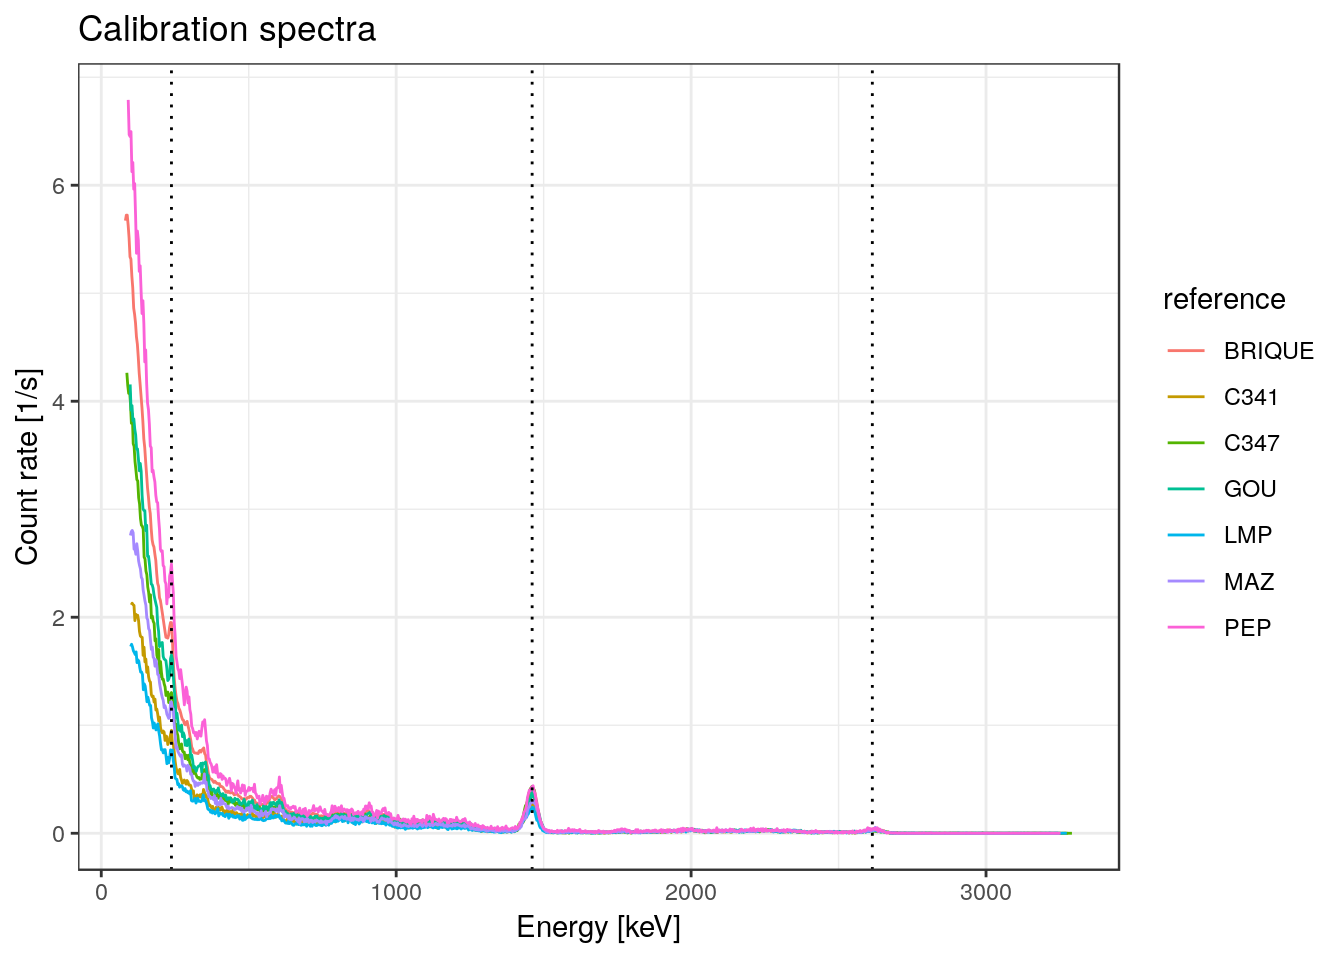 Calibration spectra
6
4
2
0
Count rate [1/s]
0 1000 2000 3000
Energy [keV]
reference
BRIQUE
C341
C347
GOU
LMP
MAZ
PEP